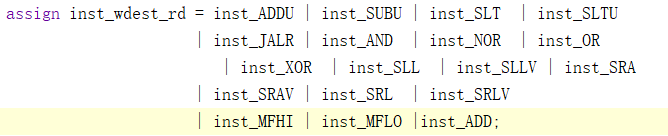 assign inst_wdest_rd = inst_ADDU | inst_SUBU | inst_SLT | inst_SLTU
| inst_JALR | inst_AND | inst_NOR | inst_OR
| inst_XOR | inst_SLL | inst_SLLV | inst_SRA
| inst_SRAV | inst_SRL | inst_SRLV
| inst_MFHI | inst_MFLO |inst_ADD;